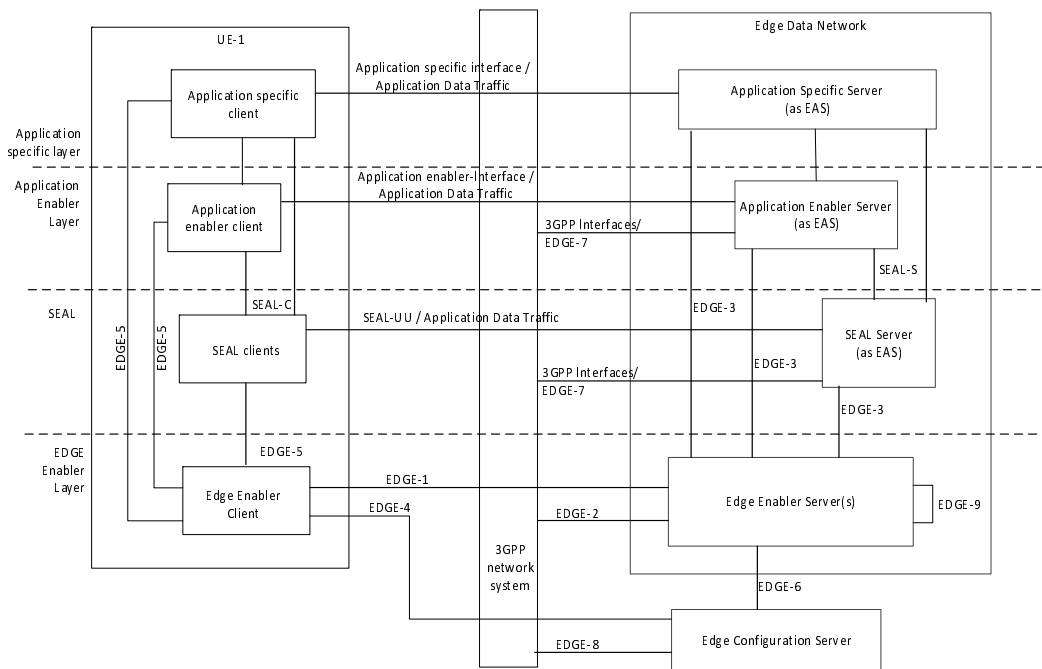 UE-1
Edge Data Network
Application specific interface /
Application Data Traffic
Application specific
client
Application Specific Server
(as EAS)
Application
specific layer
Application
Enabler
Layer
Application enabler-Interface /
Application Data Traffic
Application
enabler client
Application Enabler Server
(as EAS)
3GPP Interfaces/
EDGE-7
SEAL-S
SEAL
SEAL-C
EDGE-3
SEAL-UU / Application Data Traffic
EDGE-5
EDGE-5
SEAL clients
SEAL Server
(as EAS)
EDGE-3
3GPP Interfaces/
EDGE-7
EDGE-3
EDGE
Enabler
Layer
EDGE-5
EDGE-1
Edge Enabler
Client
Edge Enabler Server(s)
EDGE-4
EDGE-2
EDGE-9
3GPP
network
system
EDGE-6
EDGE-8
Edge Configuration Server